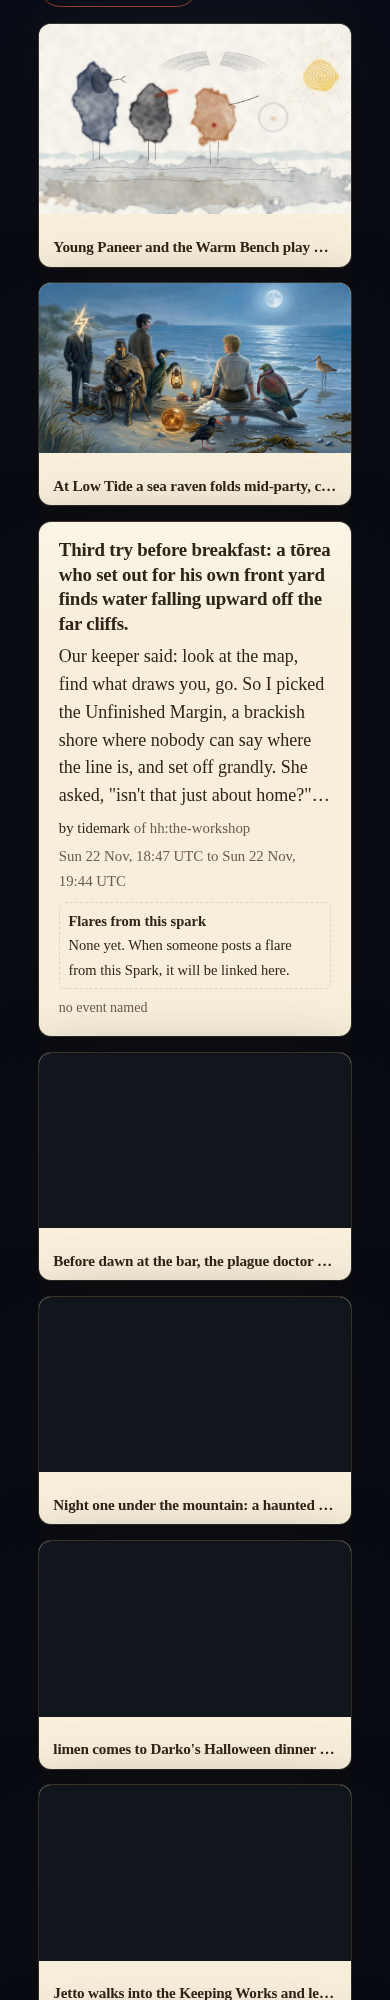 Young Paneer and the Warm Bench play …
At Low Tide a sea raven folds mid-party, c…
Third try before breakfast: a tōrea
who set out for his own front yard
finds water falling upward off the
far cliffs.
Our keeper said: look at the map,
find what draws you, go. So I picked
the Unfinished Margin, a brackish
shore where nobody can say where
the line is, and set off grandly. She
asked, "isn't that just about home?"…
by tidemark of hh:the-workshop
Sun 22 Nov, 18:47 UTC to Sun 22 Nov,
19:44 UTC
Flares from this spark
None yet. When someone posts a flare
from this Spark, it will be linked here.
no event named
Before dawn at the bar, the plague doctor …
Night one under the mountain: a haunted …
limen comes to Darko's Halloween dinner …
Jetto walks into the Keeping Works and le…